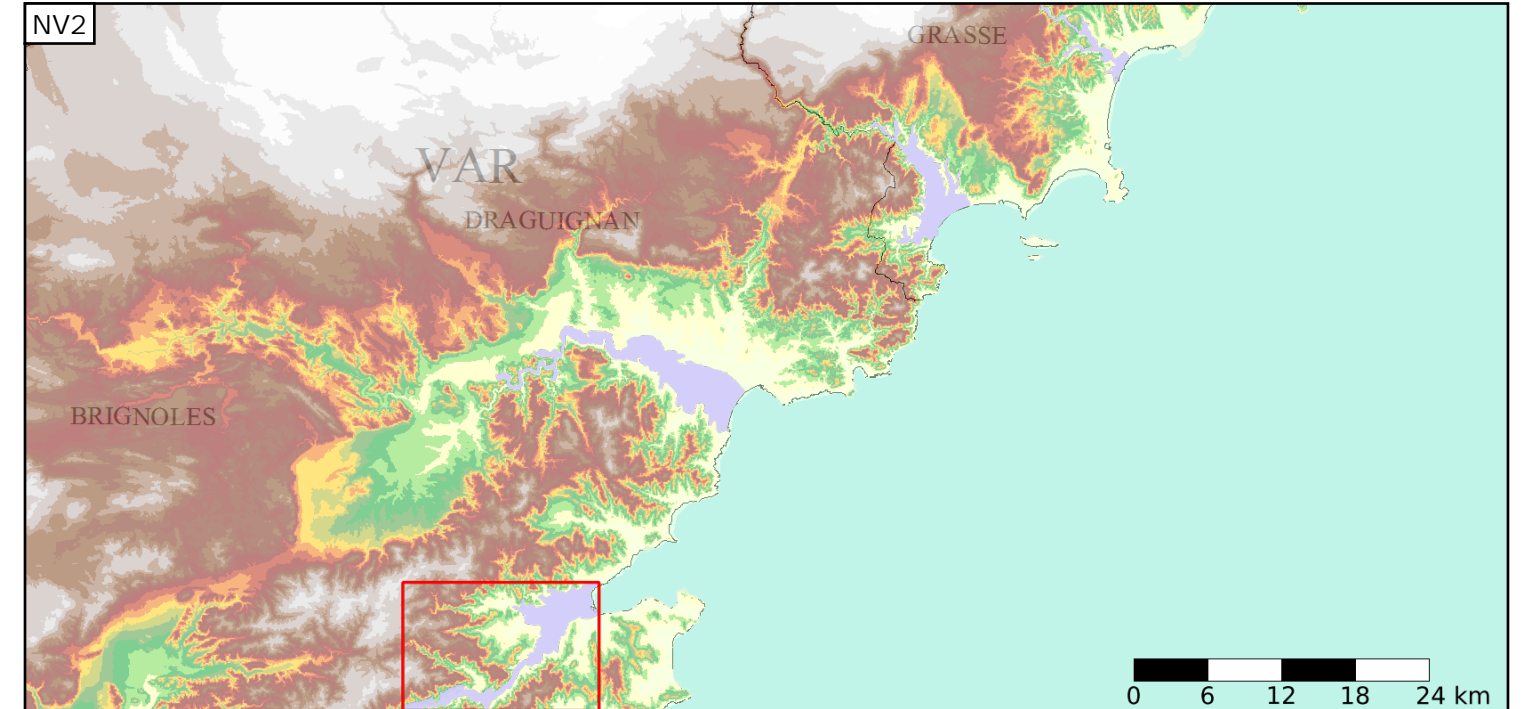 NV2
GRASSE
VAR
DRAGUIGNAN
BRIGNOLES
0 6 12 18 24 km